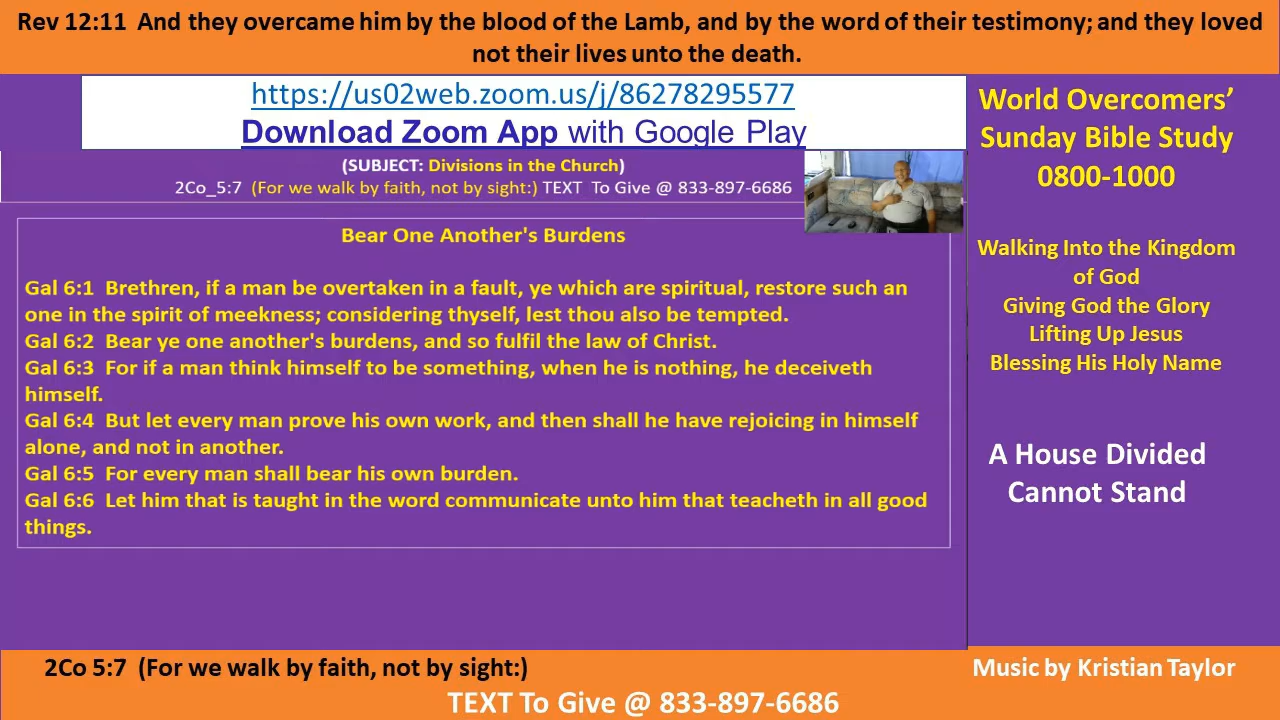 Rev 12:11  And they overcame him by the blood of the Lamb, and by the word of their testimony; and they loved
not their lives unto the death.
https://us02web.zoom.us/j/86278295577
Download Zoom App with Google Play
(SUBJECT: Divisions in the Church)
2Co_5:7  (For we walk by faith, not by sight:) TEXT  To Give @ 833-897-6686
Bear One Another's Burdens
Gal 6:1  Brethren, if a man be overtaken in a fault, ye which are spiritual, restore such an
one in the spirit of meekness; considering thyself, lest thou also be tempted.
Gal 6:2  Bear ye one another's burdens, and so fulfil the law of Christ.
Gal 6:3  For if a man think himself to be something, when he is nothing, he deceiveth
himself.
Gal 6:4  But let every man prove his own work, and then shall he have rejoicing in himself
alone, and not in another.
Gal 6:5  For every man shall bear his own burden.
Gal 6:6  Let him that is taught in the word communicate unto him that teacheth in all good
things.
World Overcomers’
Sunday Bible Study
0800-1000
Walking Into the Kingdom
of God
Giving God the Glory
Lifting Up Jesus
Blessing His Holy Name
A House Divided
Cannot Stand
2Co 5:7  (For we walk by faith, not by sight:)
Music by Kristian Taylor
TEXT To Give @ 833-897-6686